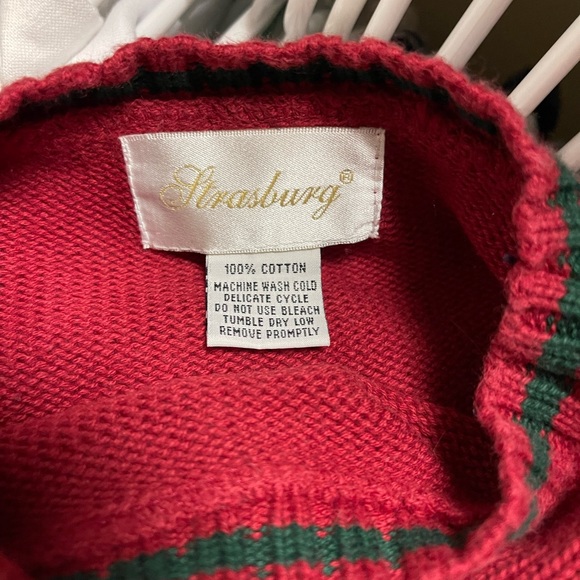 Strasburg®
100% COTTON
MACHINE WASH COLD
DELICATE CYCLE
DO NOT USE BLEACH
TUMBLE DRY LOW
REMOVE PROMPTLY